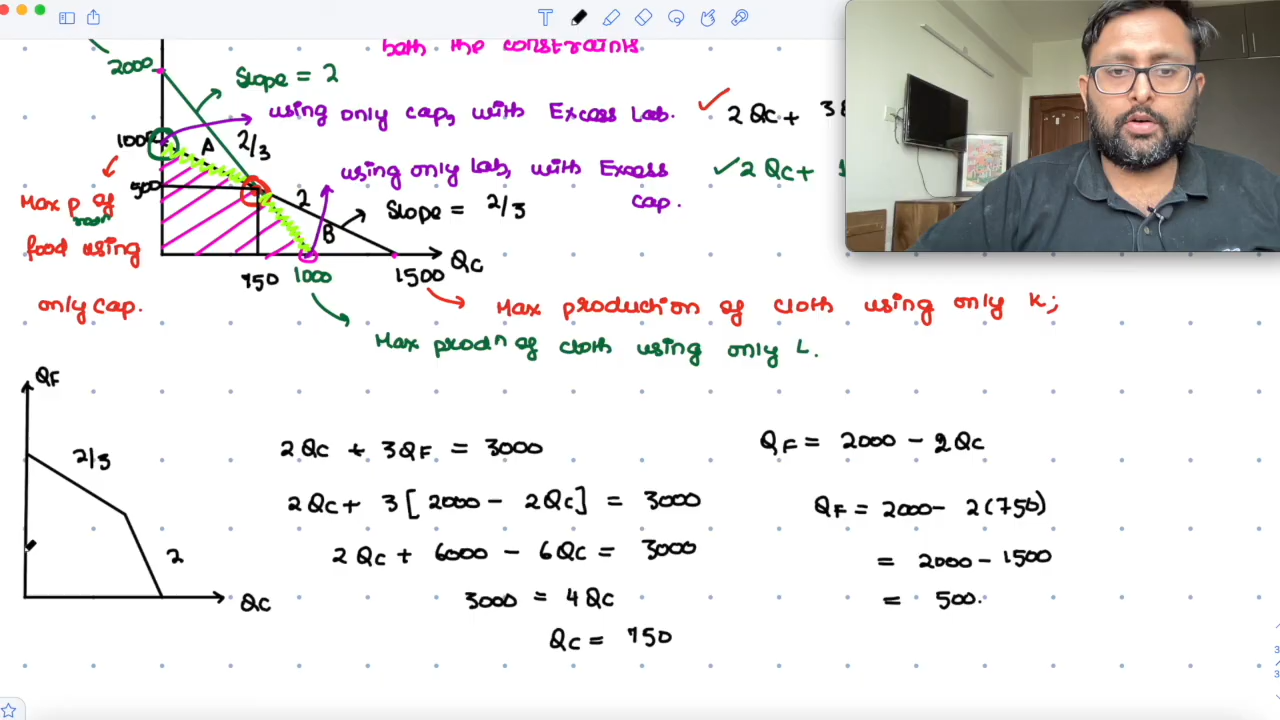 both the constraints
2000
Slope = 2
using only cap, with Excess Lab.
2Qc + 3
1000
A
2/3
using only Lab, with Excess
cap.
2Qc +
500
Max p of
food using
only cap.
2
B
Slope = 2/3
Qc
750
1000
1500
Max production of cloth using only K;
Max prodn of cloth using only L.
QF
2/3
2
Qc
2Qc + 3QF = 3000
2Qc + 3[2000 - 2Qc] = 3000
2Qc + 6000 - 6Qc = 3000
3000 = 4Qc
Qc = 750
QF = 2000 - 2Qc
QF = 2000 - 2(750)
= 2000 - 1500
= 500.